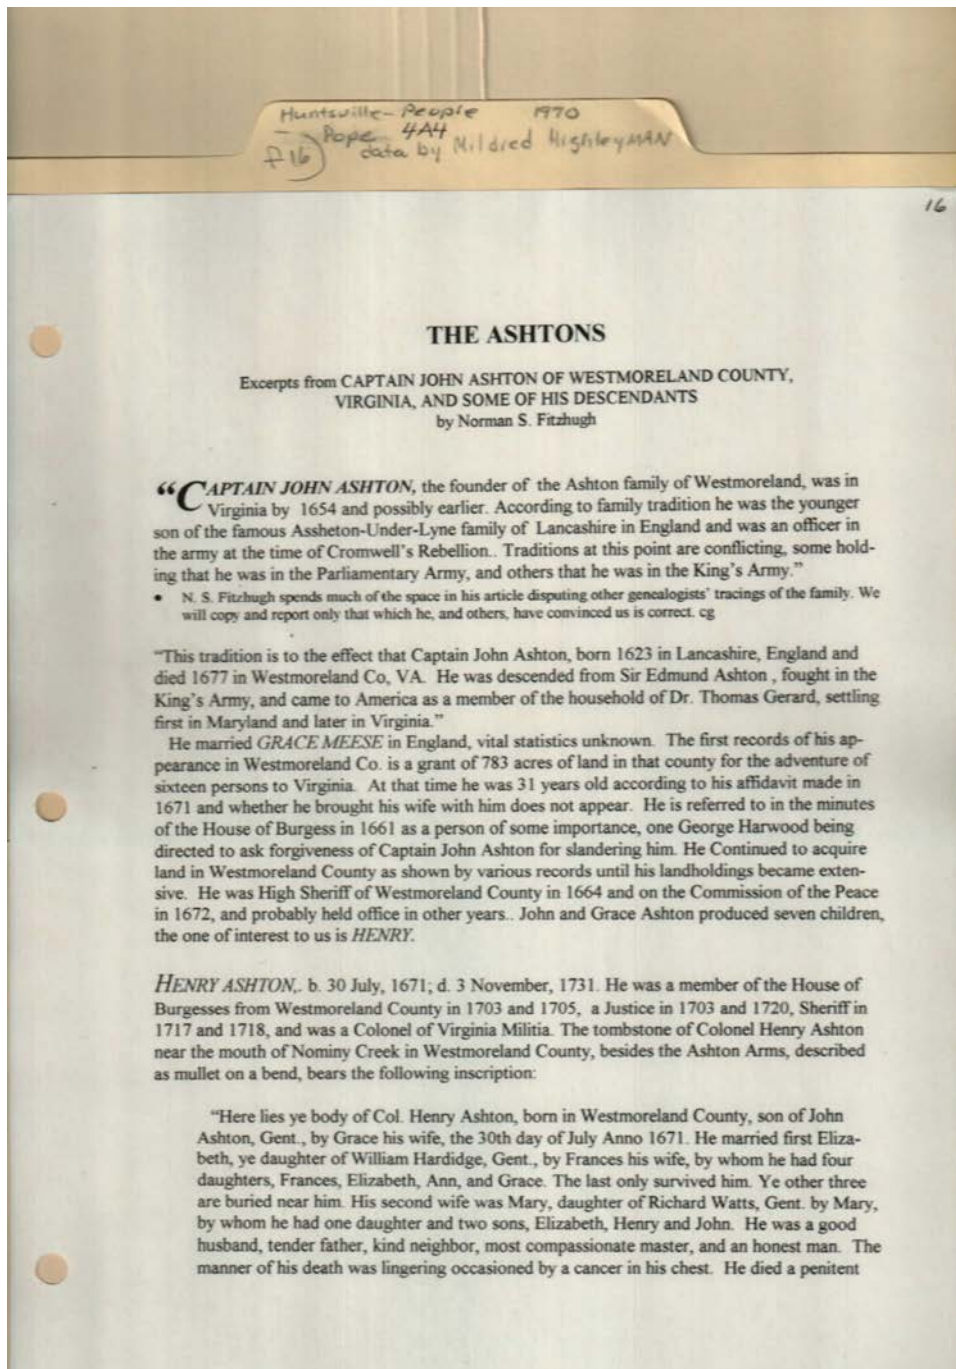 Huntsville- People 1970
- Pope 4A4
f16) data by Mildred HighleyMAN
16
THE ASHTONS
Excerpts from CAPTAIN JOHN ASHTON OF WESTMORELAND COUNTY,
VIRGINIA, AND SOME OF HIS DESCENDANTS
by Norman S. Fitzhugh
“CAPTAIN JOHN ASHTON, the founder of the Ashton family of Westmoreland, was in
Virginia by 1654 and possibly earlier. According to family tradition he was the younger
son of the famous Assheton-Under-Lyne family of Lancashire in England and was an officer in
the army at the time of Cromwell's Rebellion.. Traditions at this point are conflicting, some hold-
ing that he was in the Parliamentary Army, and others that he was in the King's Army.”
• N. S. Fitzhugh spends much of the space in his article disputing other genealogists' tracings of the family. We
will copy and report only that which he, and others, have convinced us is correct. cg
“This tradition is to the effect that Captain John Ashton, born 1623 in Lancashire, England and
died 1677 in Westmoreland Co, VA. He was descended from Sir Edmund Ashton , fought in the
King's Army, and came to America as a member of the household of Dr. Thomas Gerard, settling
first in Maryland and later in Virginia.”
He married GRACE MEESE in England, vital statistics unknown. The first records of his ap-
pearance in Westmoreland Co. is a grant of 783 acres of land in that county for the adventure of
sixteen persons to Virginia. At that time he was 31 years old according to his affidavit made in
1671 and whether he brought his wife with him does not appear. He is referred to in the minutes
of the House of Burgess in 1661 as a person of some importance, one George Harwood being
directed to ask forgiveness of Captain John Ashton for slandering him. He Continued to acquire
land in Westmoreland County as shown by various records until his landholdings became exten-
sive. He was High Sheriff of Westmoreland County in 1664 and on the Commission of the Peace
in 1672, and probably held office in other years.. John and Grace Ashton produced seven children,
the one of interest to us is HENRY.
HENRY ASHTON,. b. 30 July, 1671; d. 3 November, 1731. He was a member of the House of
Burgesses from Westmoreland County in 1703 and 1705, a Justice in 1703 and 1720, Sheriff in
1717 and 1718, and was a Colonel of Virginia Militia. The tombstone of Colonel Henry Ashton
near the mouth of Nominy Creek in Westmoreland County, besides the Ashton Arms, described
as mullet on a bend, bears the following inscription:
“Here lies ye body of Col. Henry Ashton, born in Westmoreland County, son of John
Ashton, Gent., by Grace his wife, the 30th day of July Anno 1671. He married first Eliza-
beth, ye daughter of William Hardidge, Gent., by Frances his wife, by whom he had four
daughters, Frances, Elizabeth, Ann, and Grace. The last only survived him. Ye other three
are buried near him. His second wife was Mary, daughter of Richard Watts, Gent. by Mary,
by whom he had one daughter and two sons, Elizabeth, Henry and John. He was a good
husband, tender father, kind neighbor, most compassionate master, and an honest man. The
manner of his death was lingering occasioned by a cancer in his chest. He died a penitent